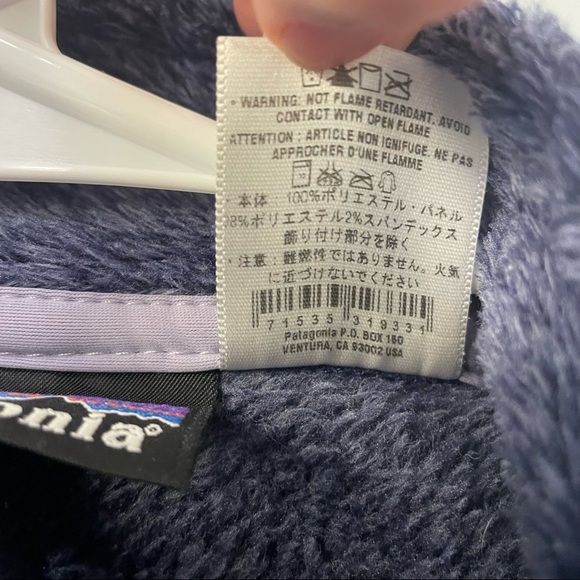 • WARNING: NOT FLAME RETARDANT. AVOID
CONTACT WITH OPEN FLAME
ATTENTION : ARTICLE NON IGNIFUGE. NE PAS
APPROCHER D'UNE FLAMME
・本体 100%ポリエステル・パネル
98%ポリエステル2%スパンデックス
飾り付け部分を除く
・注意：難燃性ではありません。火気
に近づけないでください
7 15355 319331
Patagonia P.O. BOX 150
VENTURA, CA 93002 USA
onia®